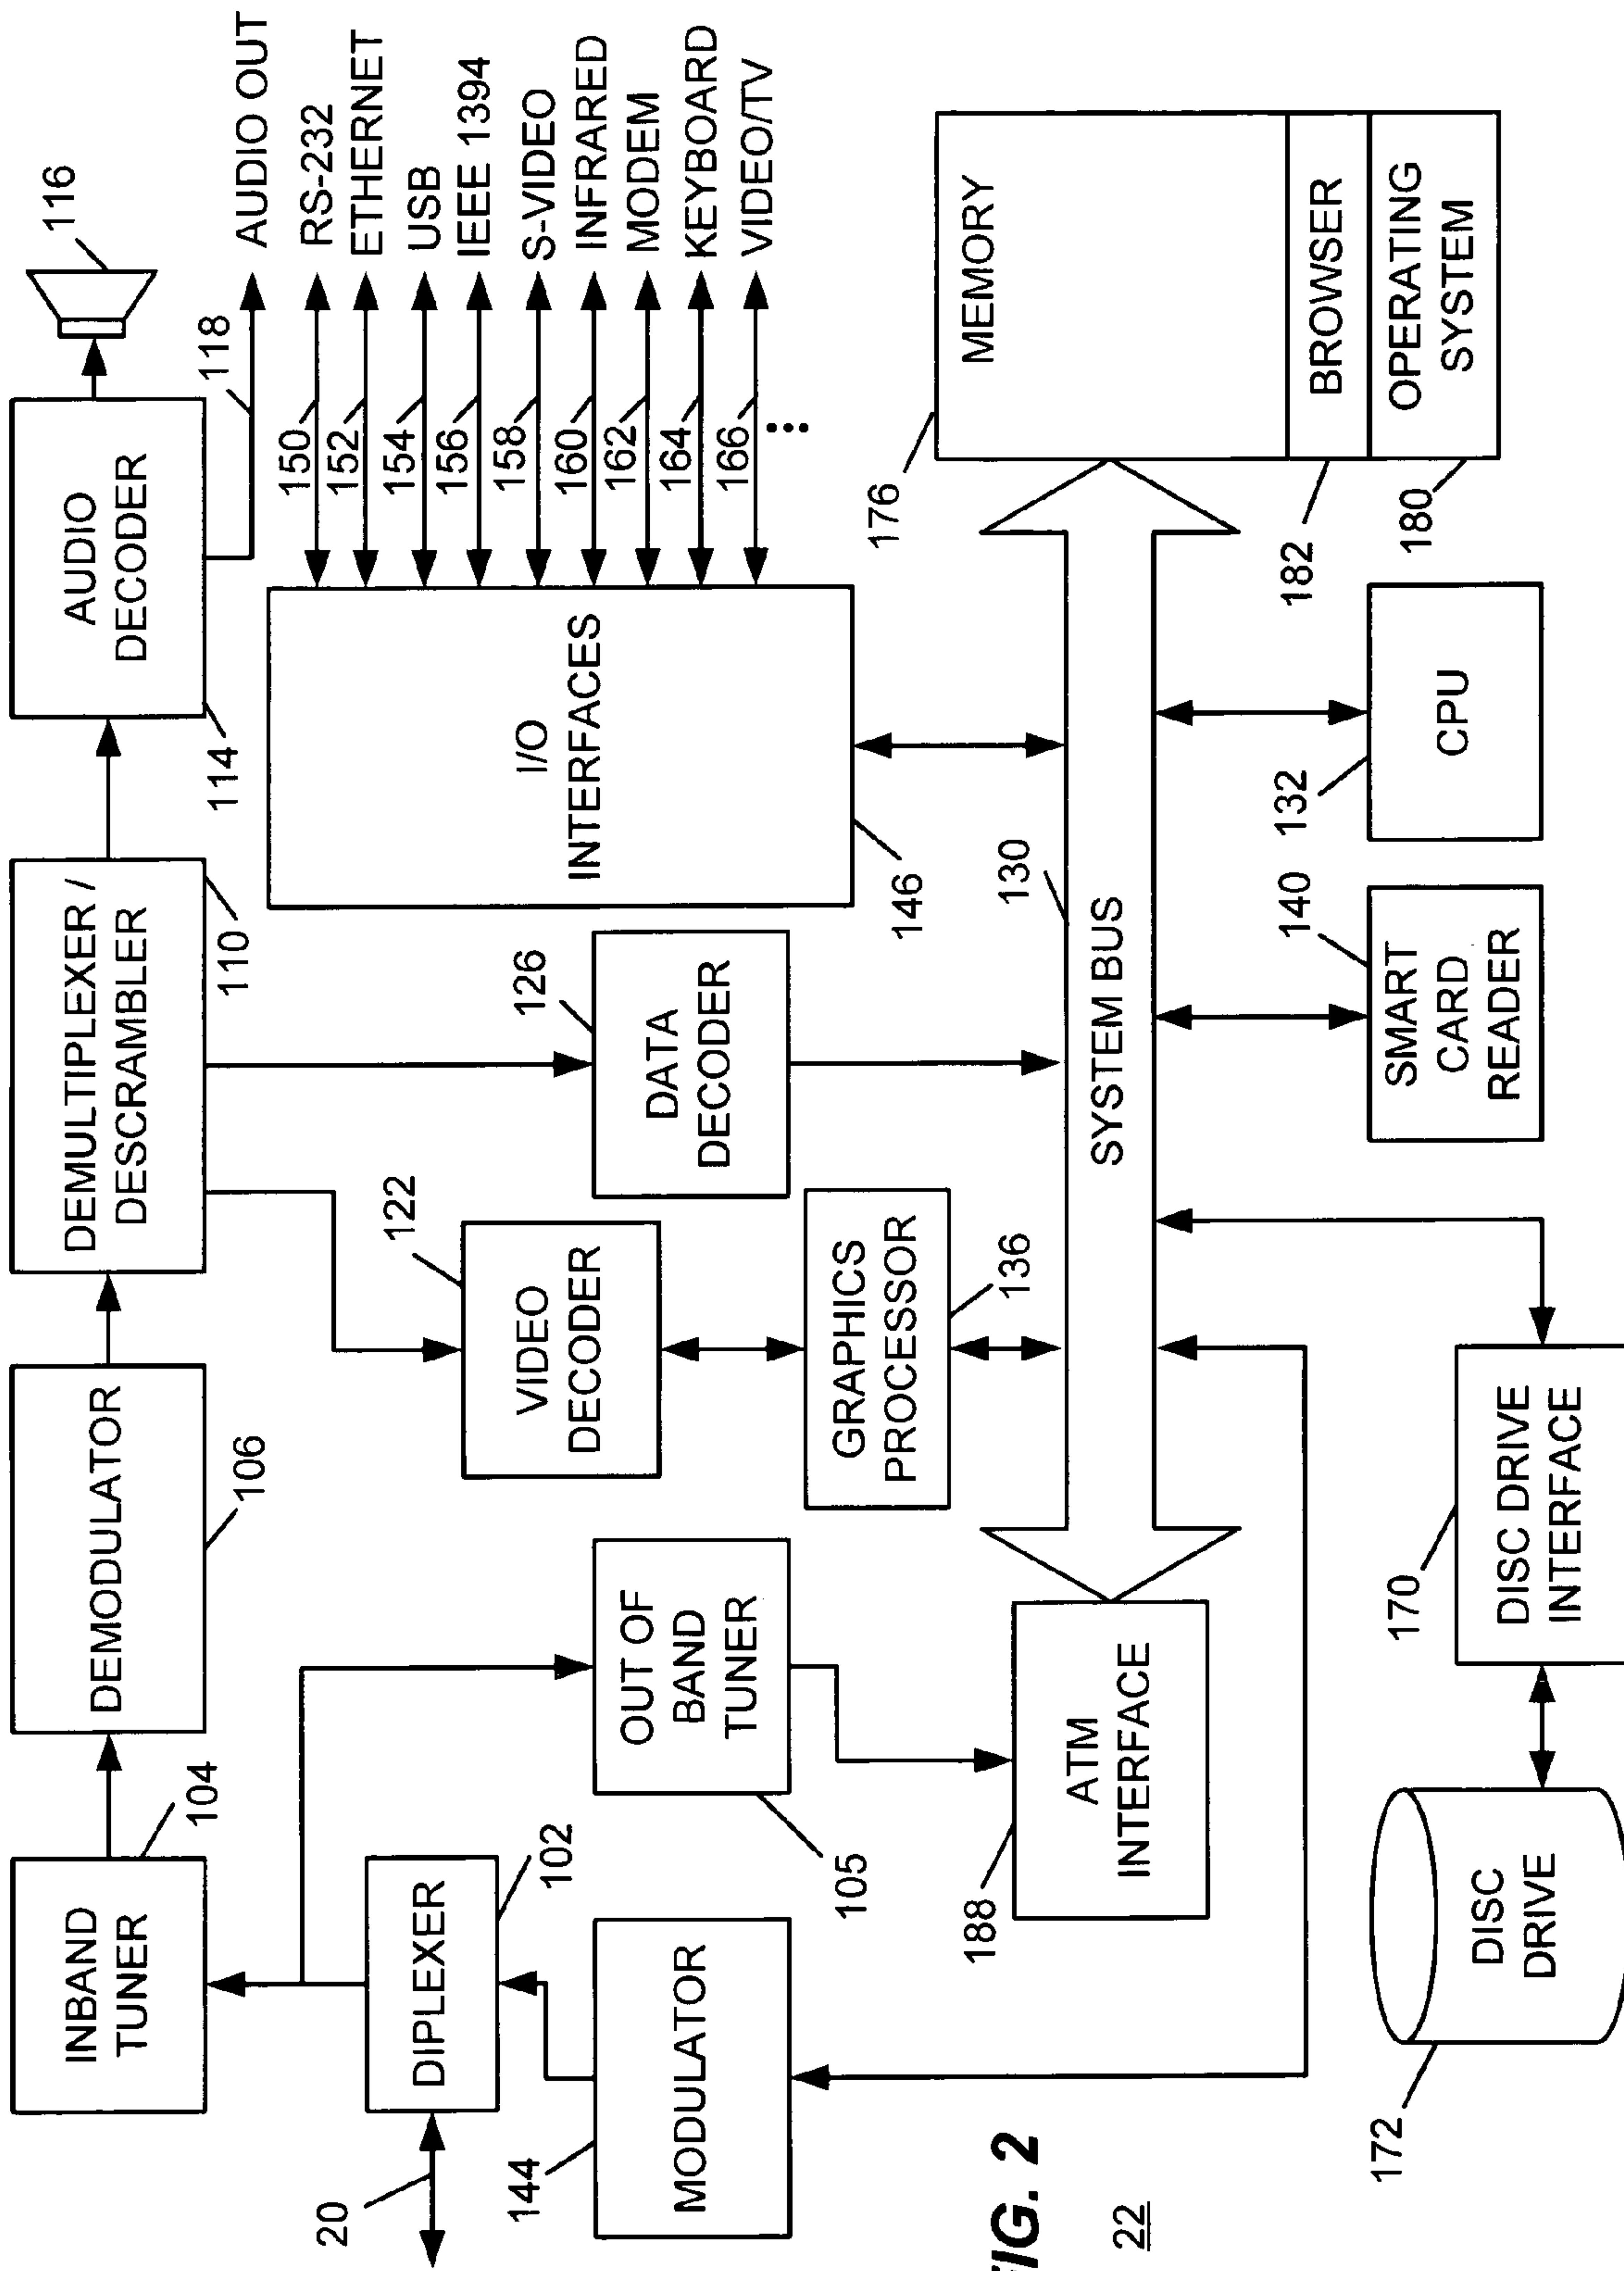 INBAND
TUNER
104
DEMODULATOR
106
DEMULTIPLEXER /
DESCRAMBLER
110
AUDIO
DECODER
114
116
118
AUDIO OUT
20
DIPLEXER
102
OUT OF
BAND
TUNER
105
VIDEO
DECODER
122
DATA
DECODER
126
I/O
INTERFACES
146
150
RS-232
152
ETHERNET
154
USB
156
IEEE 1394
158
S-VIDEO
160
INFRARED
162
MODEM
164
KEYBOARD
166
VIDEO/TV
144
MODULATOR
GRAPHICS
PROCESSOR
136
188
ATM
INTERFACE
SYSTEM BUS
130
176
MEMORY
182
BROWSER
180
OPERATING
SYSTEM
172
DISC
DRIVE
170
DISC DRIVE
INTERFACE
140
SMART
CARD
READER
132
CPU
FIG. 2
22